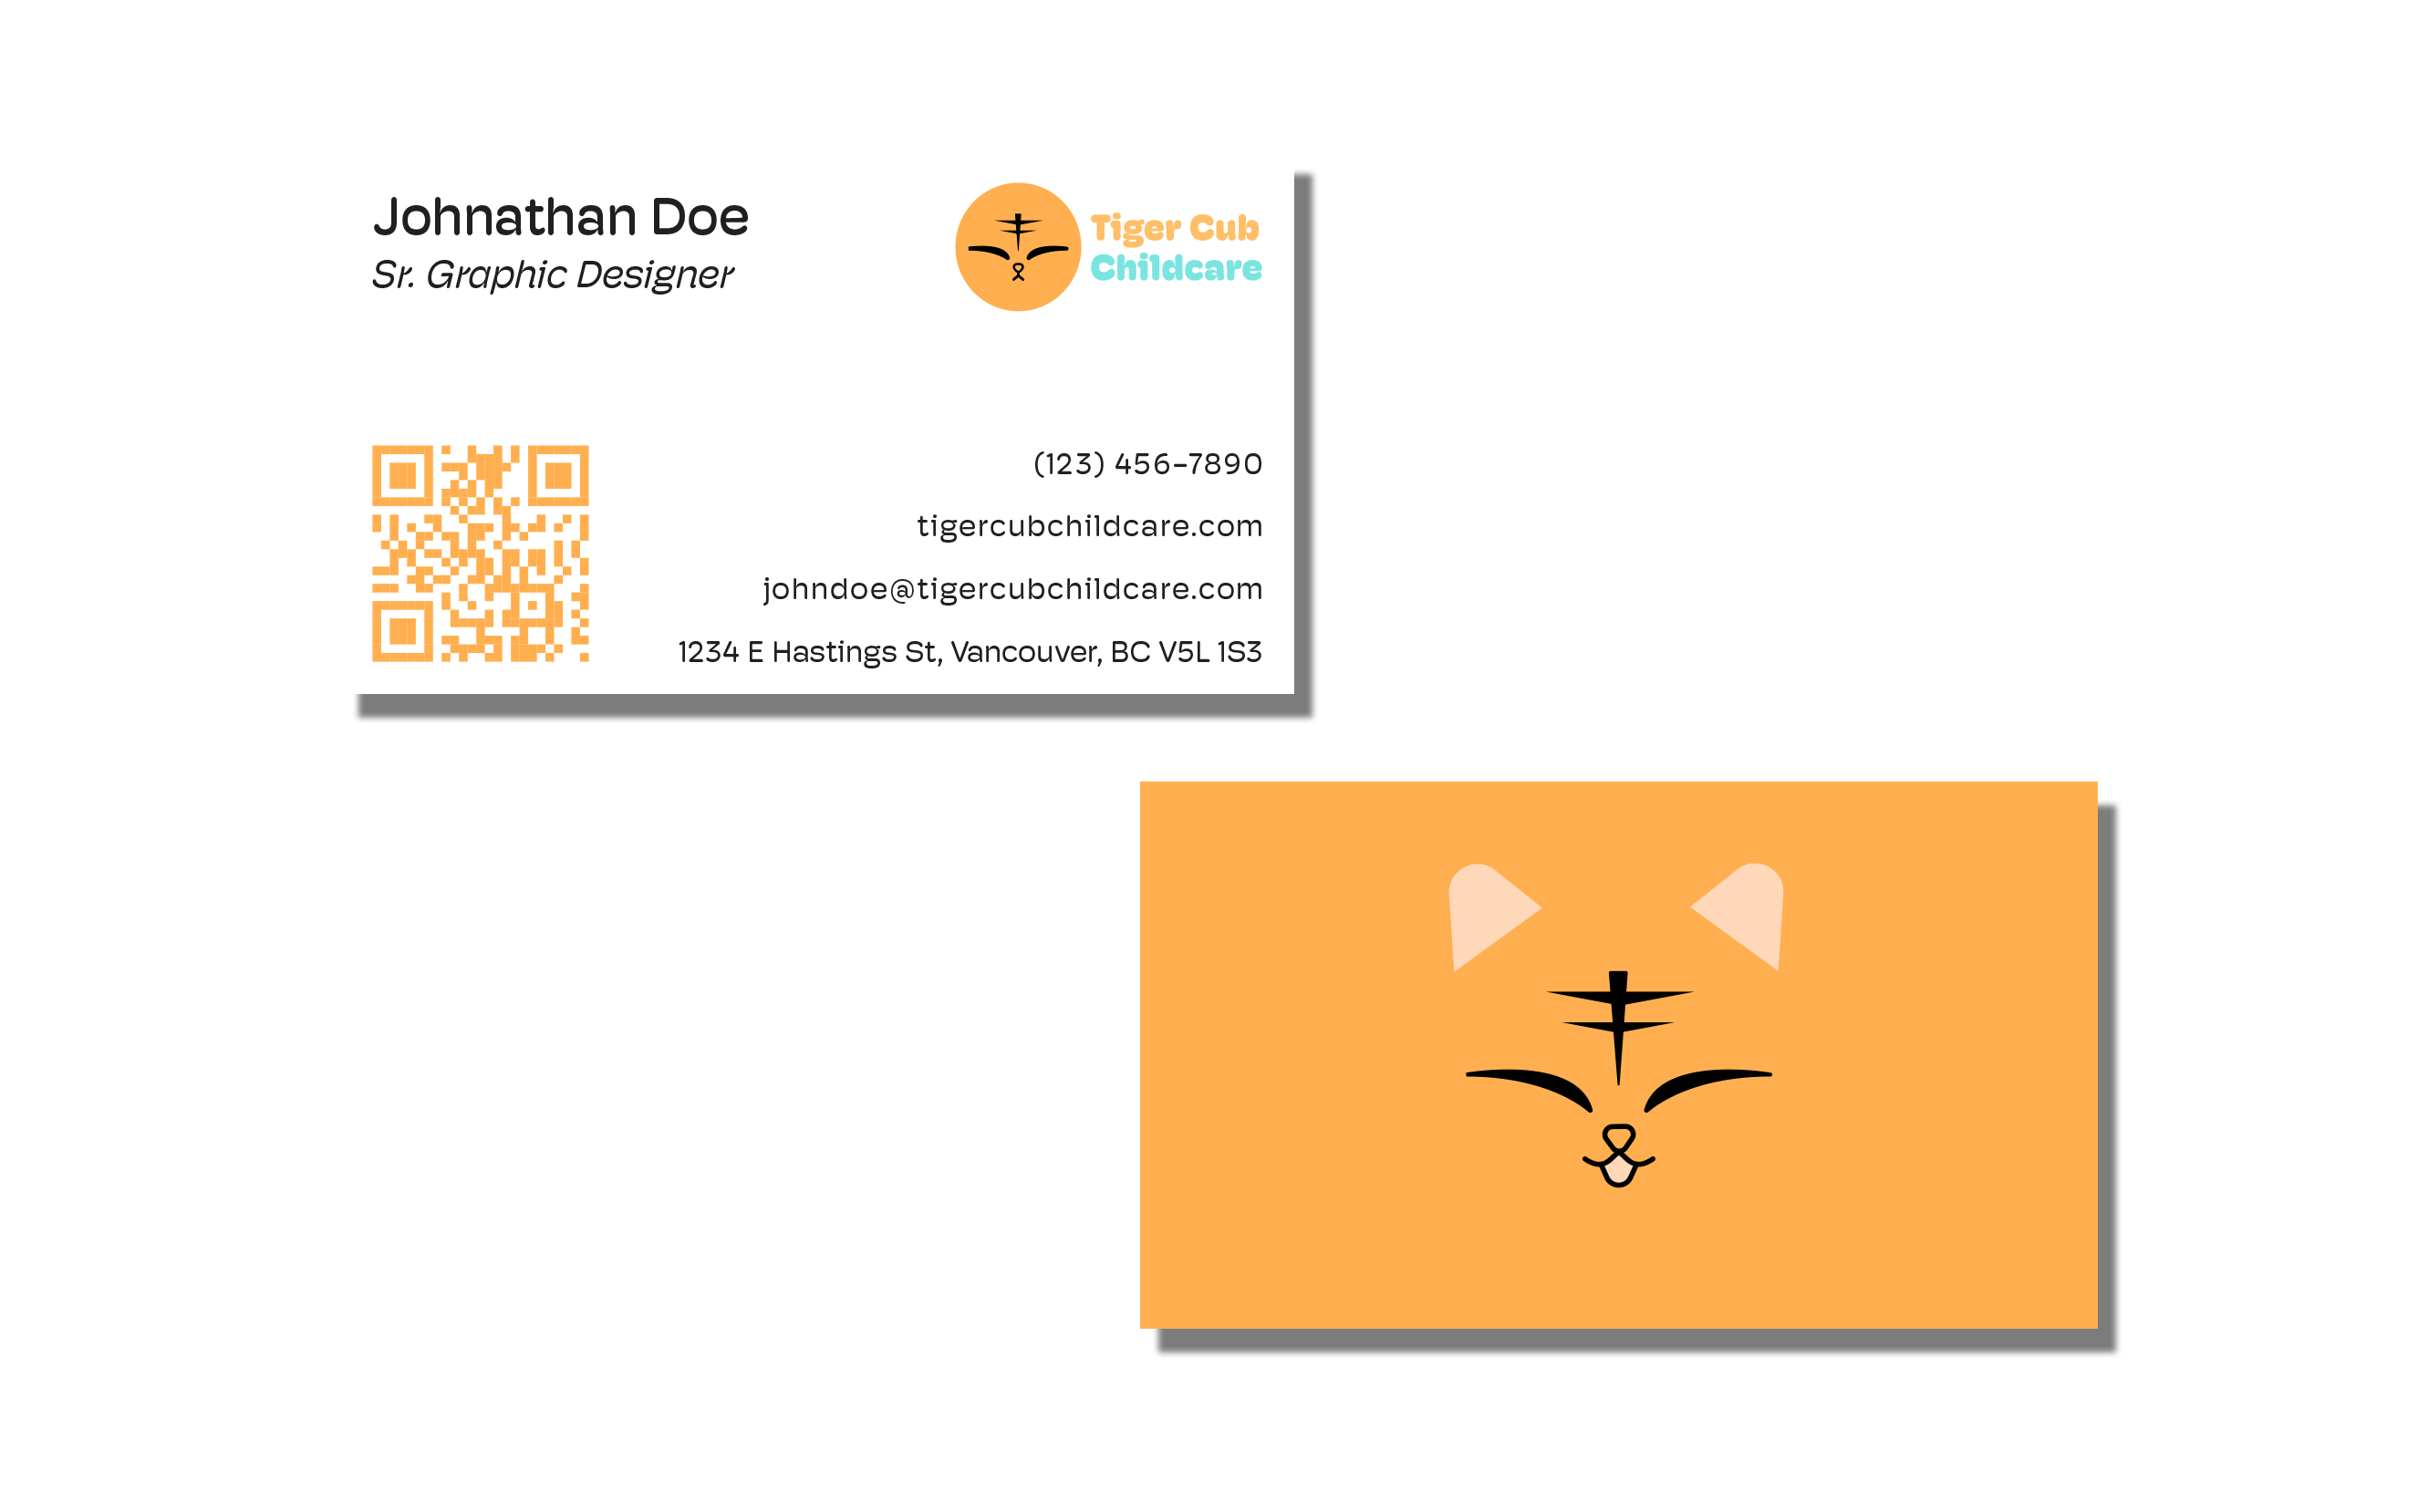 Johnathan Doe
Sr. Graphic Designer
Tiger Cub
Childcare
(123) 456-7890
tigercubchildcare.com
johndoe@tigercubchildcare.com
1234 E Hastings St, Vancouver, BC V5L 1S3